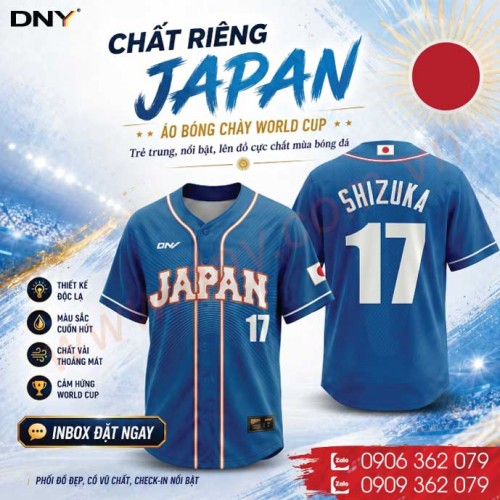 DNY®
CHẤT RIÊNG
JAPAN
ÁO BÓNG CHÀY WORLD CUP
Trẻ trung, nổi bật, lên đồ cực chất mùa bóng đá
SHIZUKA
17
DNY
JAPAN
17
THIẾT KẾ
ĐỘC LẠ
MÀU SẮC
CUỐN HÚT
CHẤT VẢI
THOÁNG MÁT
CẢM HỨNG
WORLD CUP
INBOX ĐẶT NGAY
PHỐI ĐỒ ĐẸP, CÓ VŨ CHẤT, CHECK-IN NỔI BẬT
Zalo 0906 362 079
Zalo 0909 362 079